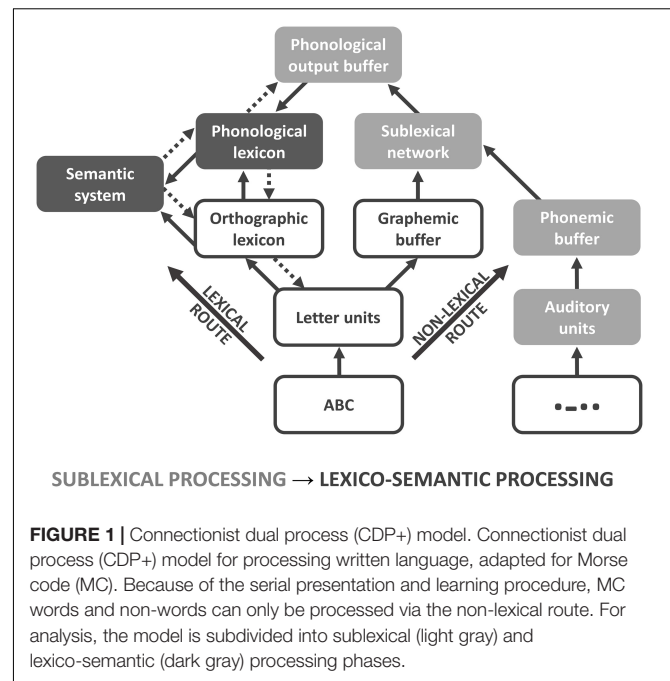 Phonological
output buffer
Phonological
lexicon
Sublexical
network
Semantic
system
Orthographic
lexicon
Graphemic
buffer
Phonemic
buffer
LEXICAL
ROUTE
Letter units
NON-LEXICAL
ROUTE
Auditory
units
ABC
·–··
SUBLEXICAL PROCESSING → LEXICO-SEMANTIC PROCESSING
FIGURE 1 | Connectionist dual process (CDP+) model. Connectionist dual
process (CDP+) model for processing written language, adapted for Morse
code (MC). Because of the serial presentation and learning procedure, MC
words and non-words can only be processed via the non-lexical route. For
analysis, the model is subdivided into sublexical (light gray) and
lexico-semantic (dark gray) processing phases.